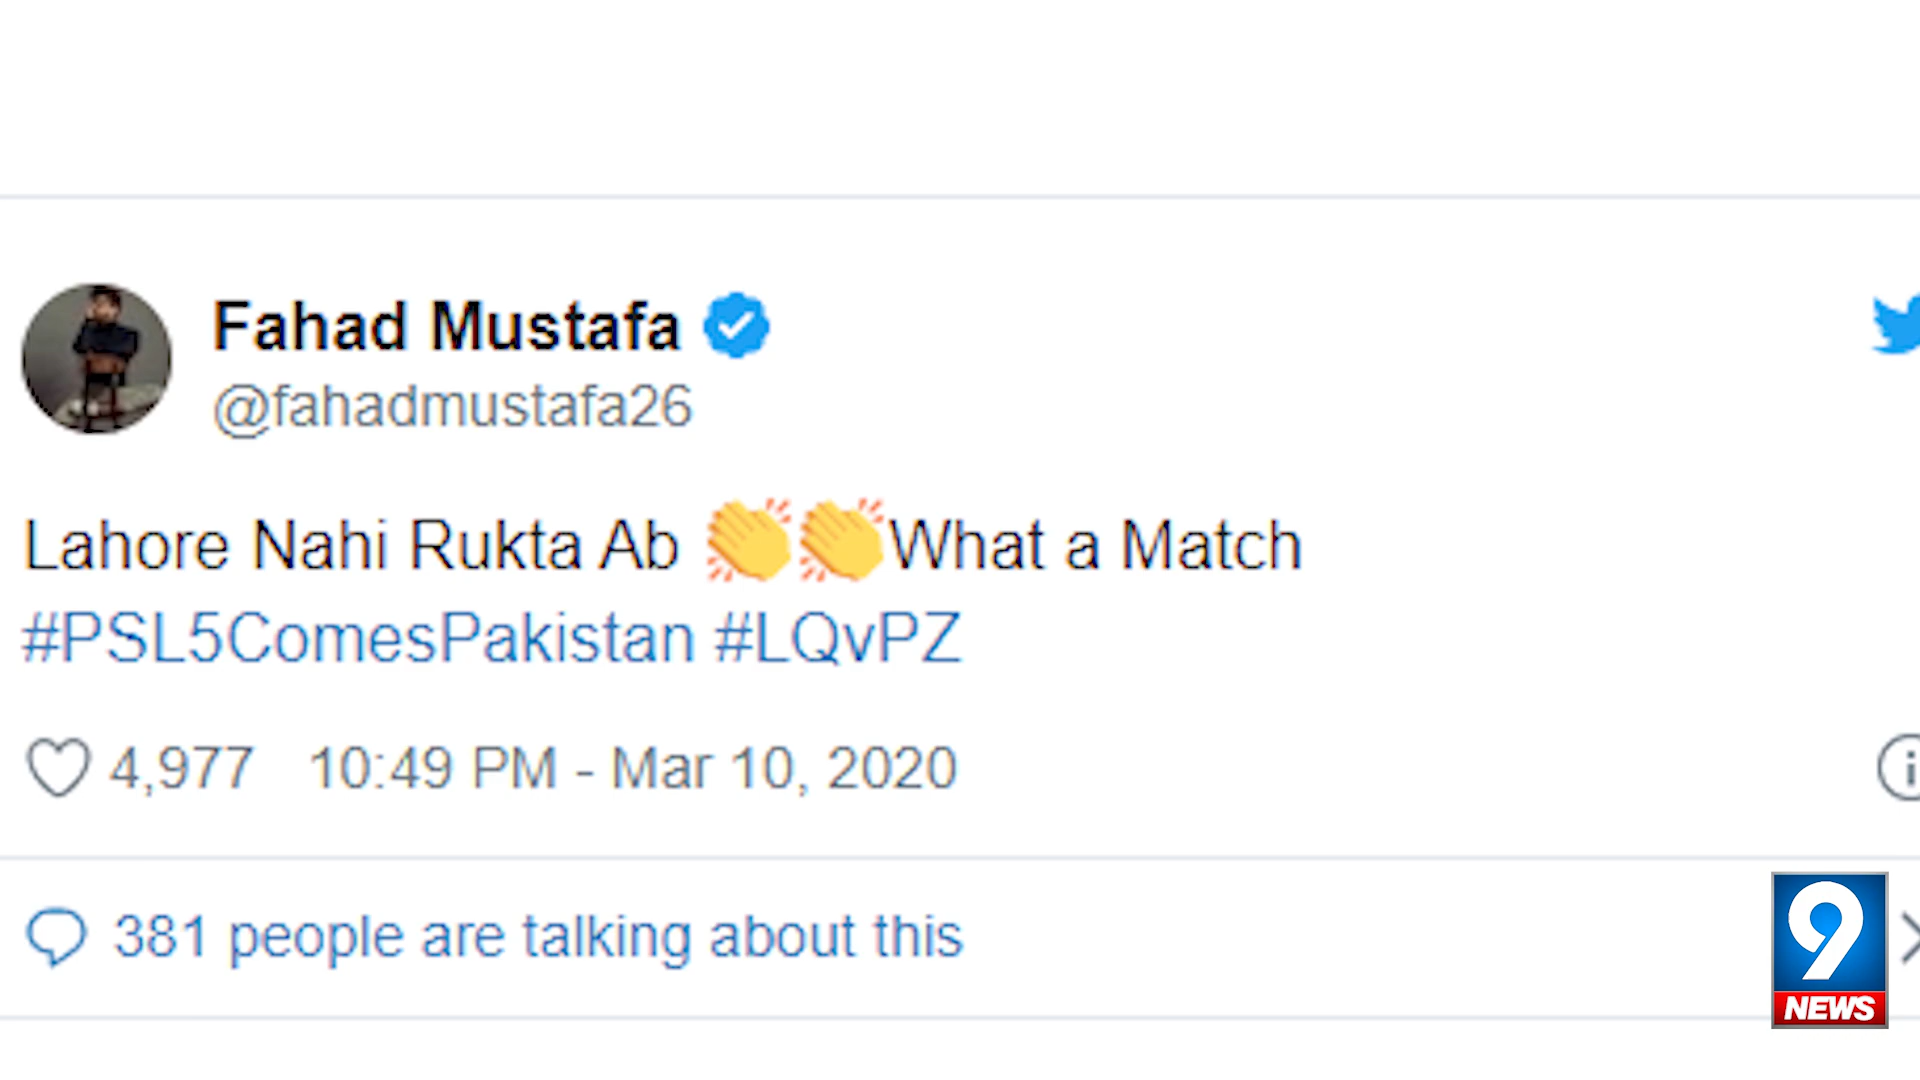 Fahad Mustafa
@fahadmustafa26
Lahore Nahi Rukta Ab 👏👏What a Match
#PSL5ComesPakistan #LQvPZ
4,977 10:49 PM - Mar 10, 2020
381 people are talking about this
9
NEWS